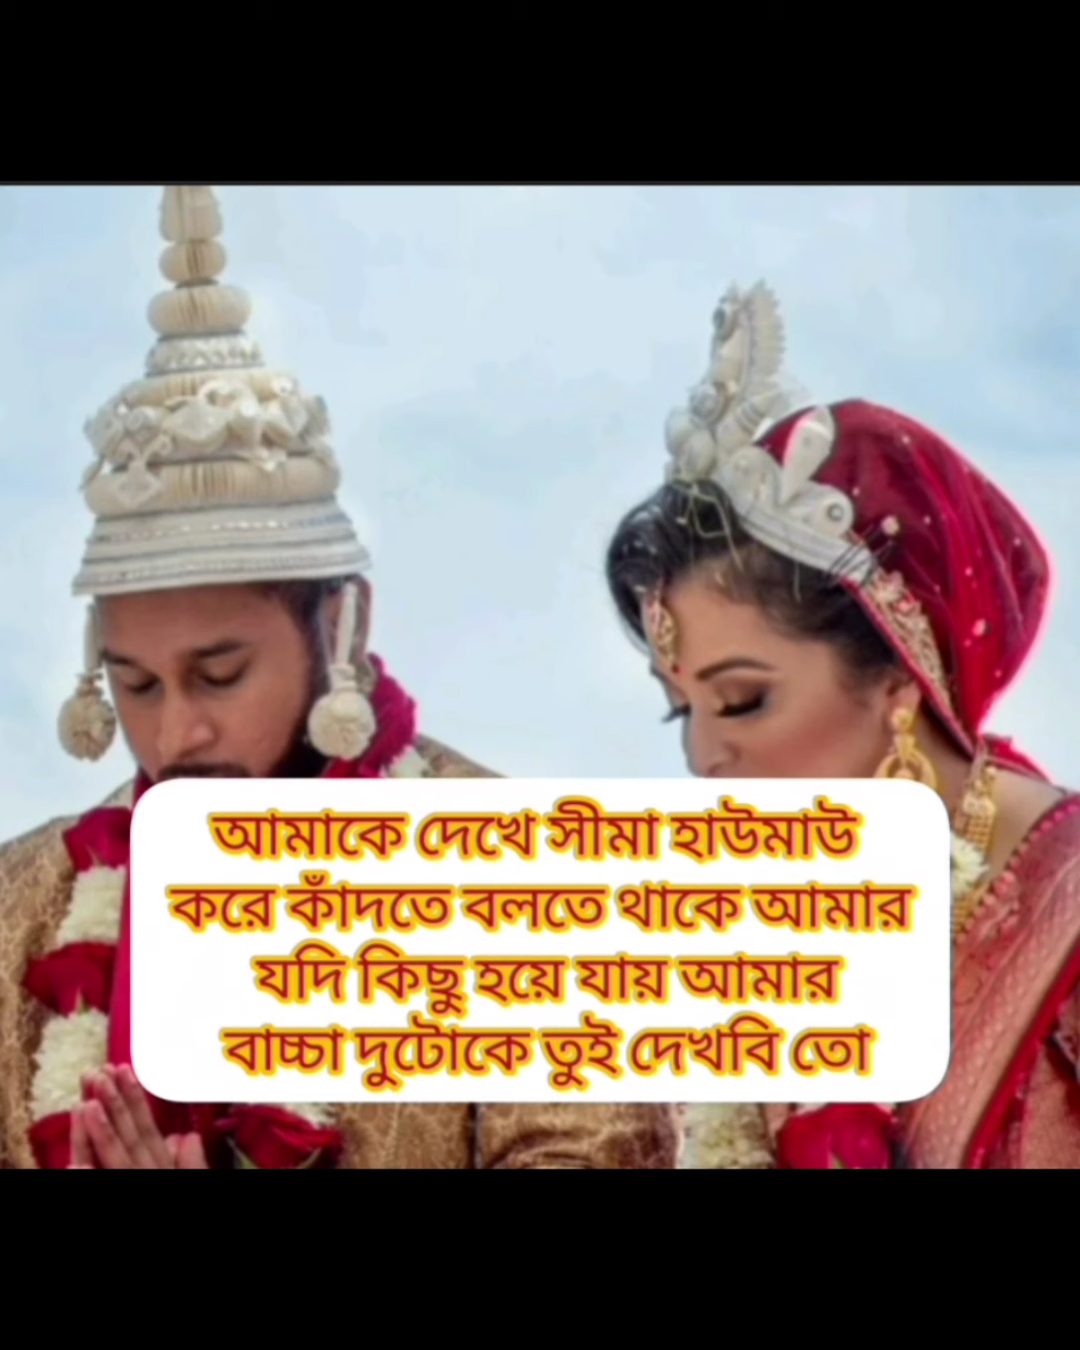 আমাকে দেখে সীমা হাউমাউ
করে কাঁদতে বলতে থাকে আমার
যদি কিছু হয়ে যায় আমার
বাচ্চা দুটোকে তুই দেখবি তো